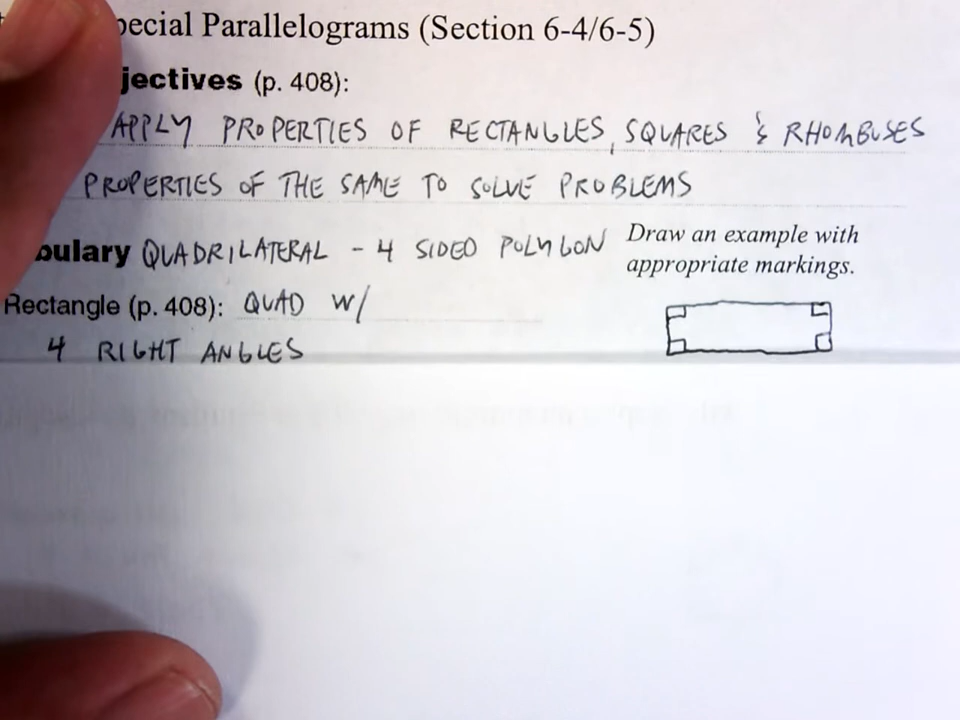 pecial Parallelograms (Section 6-4/6-5)
jectives (p. 408):
APPLY PROPERTIES OF RECTANGLES, SQUARES & RHOMBUSES
PROPERTIES OF THE SAME TO SOLVE PROBLEMS
bulary QUADRILATERAL - 4 SIDED POLYGON
Draw an example with
appropriate markings.
Rectangle (p. 408): QUAD W/
4 RIGHT ANGLES